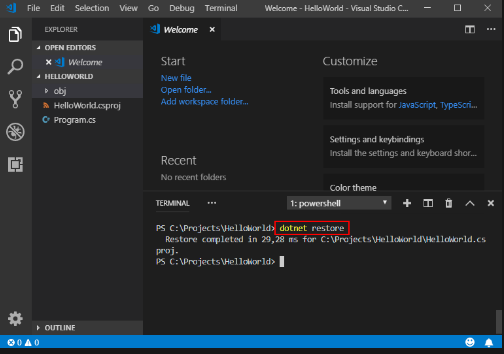 File Edit Selection View Go Debug Terminal Welcome - HelloWorld - Visual Studio C...
EXPLORER
OPEN EDITORS
Welcome
HELLOWORLD
obj
HelloWorld.csproj
Program.cs
OUTLINE
Welcome
Start
New file
Open folder...
Add workspace folder...
Recent
No recent folders
Customize
Tools and languages
Install support for JavaScript, TypeScri...
Settings and keybindings
Install the settings and keyboard shor...
Color theme
TERMINAL ... 1: powershell
PS C:\Projects\HelloWorld> dotnet restore
Restore completed in 29,28 ms for C:\Projects\HelloWorld\HelloWorld.cs
proj.
PS C:\Projects\HelloWorld>
0 0